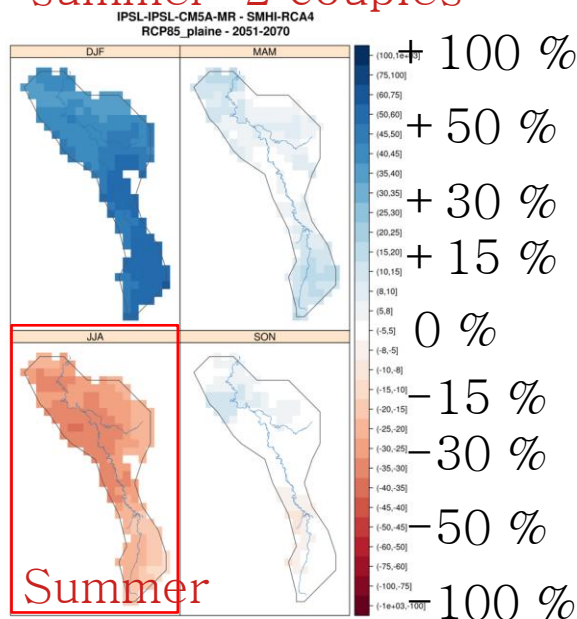 summer 2 couples
IPSL-IPSL-CM5A-MR - SMHI-RCA4
RCP85_plaine - 2051-2070
DJF
MAM
JJA
SON
Summer
(100,1e+03]
(75,100]
(60,75]
(50,60]
(45,50]
(40,45]
(35,40]
(30,35]
(25,30]
(20,25]
(15,20]
(10,15]
(8,10]
(5,8]
(-5,5]
(-8,-5]
(-10,-8]
(-15,-10]
(-20,-15]
(-25,-20]
(-30,-25]
(-35,-30]
(-40,-35]
(-45,-40]
(-50,-45]
(-60,-50]
(-75,-60]
(-100,-75]
(-1e+03,-100]
+ 100 %
+ 50 %
+ 30 %
+ 15 %
0 %
-15 %
-30 %
-50 %
-100 %